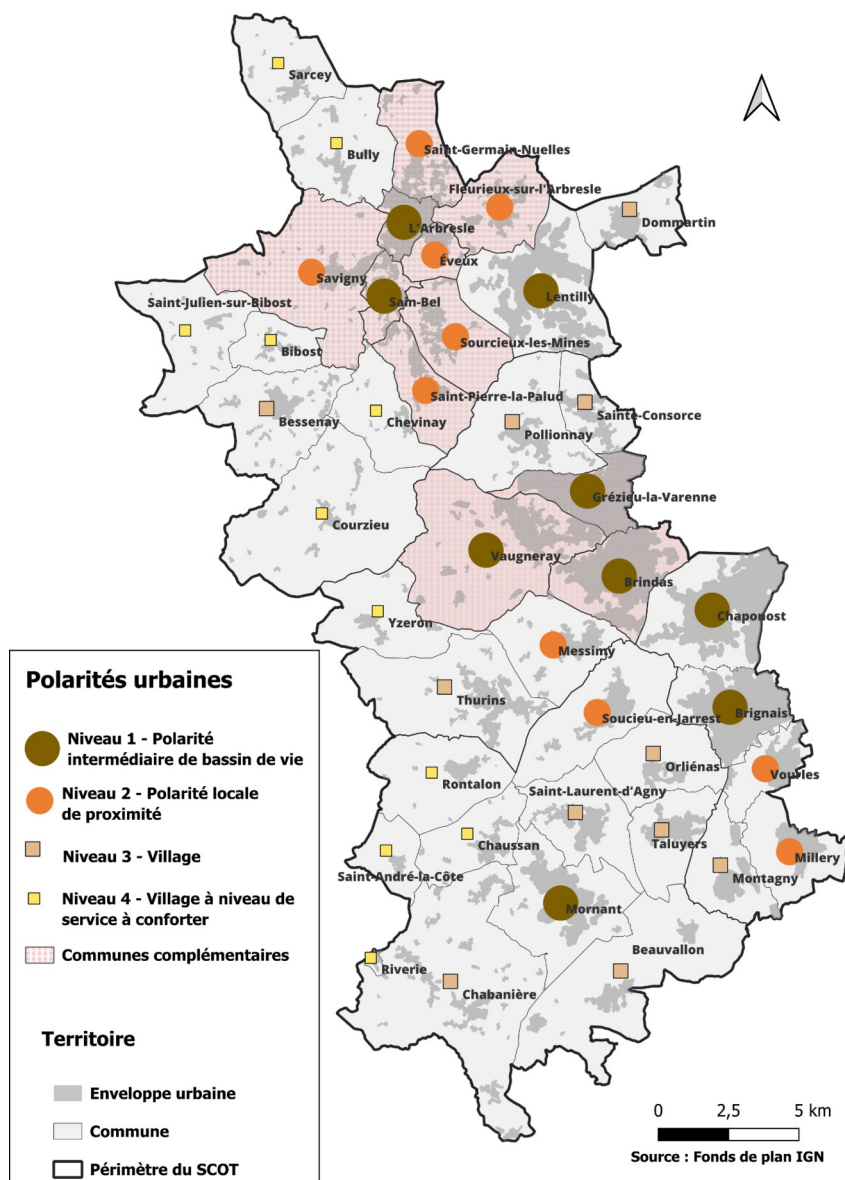 Sarcey
Bully
Saint-Germain-Nuelles
Fleurieux-sur-l'Arbresle
Dommartin
L'Arbresle
Éveux
Savigny
Lentilly
Saint-Julien-sur-Bibost
Sain-Bel
Bibost
Sourcieux-les-Mines
Saint-Pierre-la-Palud
Bessenay
Chevinay
Sainte-Consorce
Pollionnay
Grézieu-la-Varenne
Courzieu
Vaugneray
Brindas
Chaponost
Yzeron
Messimy
Thurins
Soucieu-en-Jarrest
Brignais
Orliénas
Vourles
Rontalon
Saint-Laurent-d'Agny
Chaussan
Taluyers
Millery
Saint-André-la-Côte
Montagny
Mornant
Beauvallon
Riverie
Chabanière
Polarités urbaines
Niveau 1 - Polarité
intermédiaire de bassin de vie
Niveau 2 - Polarité locale
de proximité
Niveau 3 - Village
Niveau 4 - Village à niveau de
service à conforter
Communes complémentaires
Territoire
Enveloppe urbaine
Commune
Périmètre du SCOT
0 2,5 5 km
Source : Fonds de plan IGN